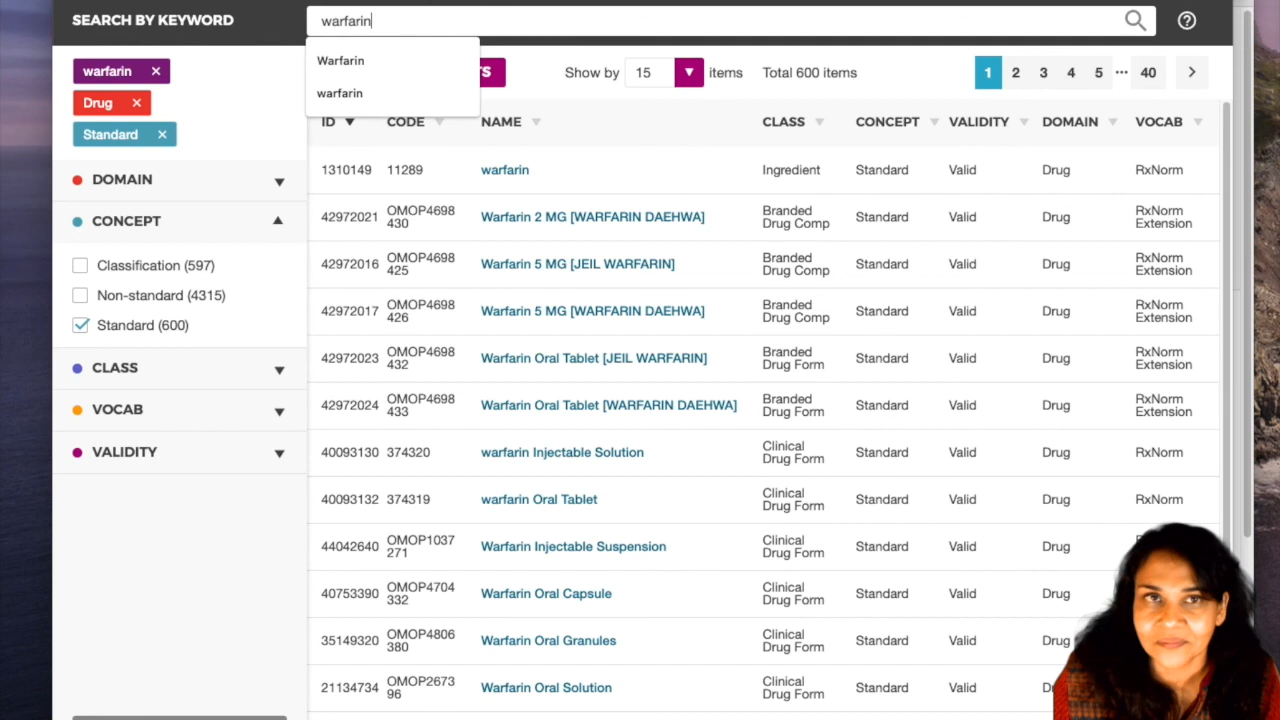 SEARCH BY KEYWORD
warfarin
Warfarin
warfarin
warfarin ×
Drug ×
Standard ×
Show by 15 items Total 600 items
1 2 3 4 5 ··· 40
DOMAIN
CONCEPT
Classification (597)
Non-standard (4315)
Standard (600)
CLASS
VOCAB
VALIDITY
ID CODE NAME CLASS CONCEPT VALIDITY DOMAIN VOCAB
1310149 11289 warfarin Ingredient Standard Valid Drug RxNorm
42972021 OMOP4698 430 Warfarin 2 MG [WARFARIN DAEHWA] Branded Drug Comp Standard Valid Drug RxNorm Extension
42972016 OMOP4698 425 Warfarin 5 MG [JEIL WARFARIN] Branded Drug Comp Standard Valid Drug RxNorm Extension
42972017 OMOP4698 426 Warfarin 5 MG [WARFARIN DAEHWA] Branded Drug Comp Standard Valid Drug RxNorm Extension
42972023 OMOP4698 432 Warfarin Oral Tablet [JEIL WARFARIN] Branded Drug Form Standard Valid Drug RxNorm Extension
42972024 OMOP4698 433 Warfarin Oral Tablet [WARFARIN DAEHWA] Branded Drug Form Standard Valid Drug RxNorm Extension
40093130 374320 warfarin Injectable Solution Clinical Drug Form Standard Valid Drug RxNorm
40093132 374319 warfarin Oral Tablet Clinical Drug Form Standard Valid Drug RxNorm
44042640 OMOP1037 271 Warfarin Injectable Suspension Clinical Drug Form Standard Valid Drug
40753390 OMOP4704 332 Warfarin Oral Capsule Clinical Drug Form Standard Valid Drug
35149320 OMOP4806 380 Warfarin Oral Granules Clinical Drug Form Standard Valid Drug
21134734 OMOP2673 96 Warfarin Oral Solution Clinical Drug Form Standard Valid